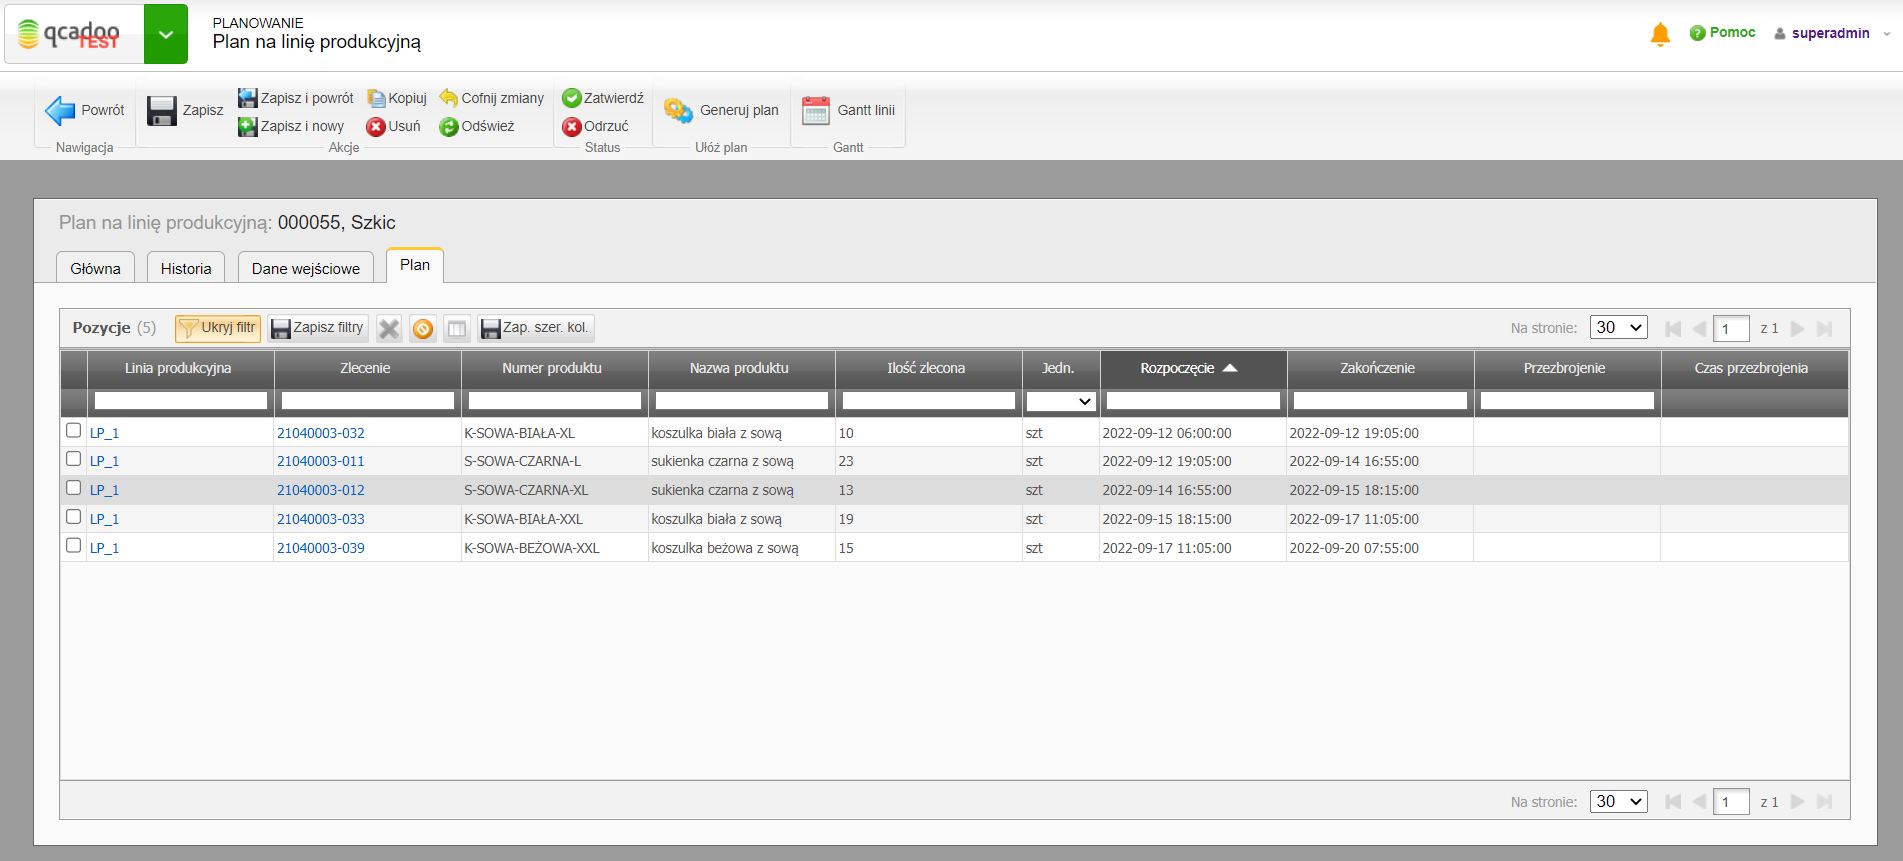 qcadoo
TEST
PLANOWANIE
Plan na linię produkcyjną
Pomoc
superadmin
Powrót
Nawigacja
Zapisz
Zapisz i powrót
Kopiuj
Cofnij zmiany
Zapisz i nowy
Usuń
Odśwież
Akcje
Zatwierdź
Odrzuć
Status
Generuj plan
Ułóż plan
Gantt linii
Gantt
Plan na linię produkcyjną: 000055, Szkic
Główna
Historia
Dane wejściowe
Plan
Pozycje (5)
Ukryj filtr
Zapisz filtry
Zap. szer. kol.
Na stronie: 30 1 z 1
Linia produkcyjna Zlecenie Numer produktu Nazwa produktu Ilość zlecona Jedn. Rozpoczęcie Zakończenie Przezbrojenie Czas przezbrojenia
LP_1 21040003-032 K-SOWA-BIAŁA-XL koszulka biała z sową 10 szt 2022-09-12 06:00:00 2022-09-12 19:05:00
LP_1 21040003-011 S-SOWA-CZARNA-L sukienka czarna z sową 23 szt 2022-09-12 19:05:00 2022-09-14 16:55:00
LP_1 21040003-012 S-SOWA-CZARNA-XL sukienka czarna z sową 13 szt 2022-09-14 16:55:00 2022-09-15 18:15:00
LP_1 21040003-033 K-SOWA-BIAŁA-XXL koszulka biała z sową 19 szt 2022-09-15 18:15:00 2022-09-17 11:05:00
LP_1 21040003-039 K-SOWA-BEŻOWA-XXL koszulka beżowa z sową 15 szt 2022-09-17 11:05:00 2022-09-20 07:55:00
Na stronie: 30 1 z 1